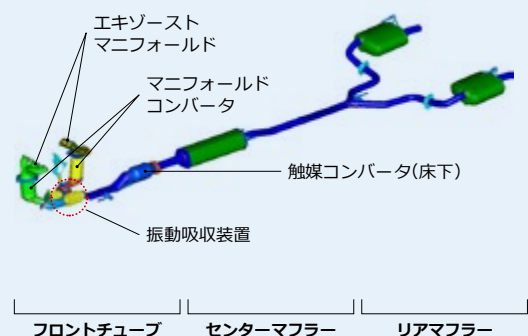 エキゾースト
マニフォールド
マニフォールド
コンバータ
触媒コンバータ(床下)
振動吸収装置
フロントチューブ
センターマフラー
リアマフラー